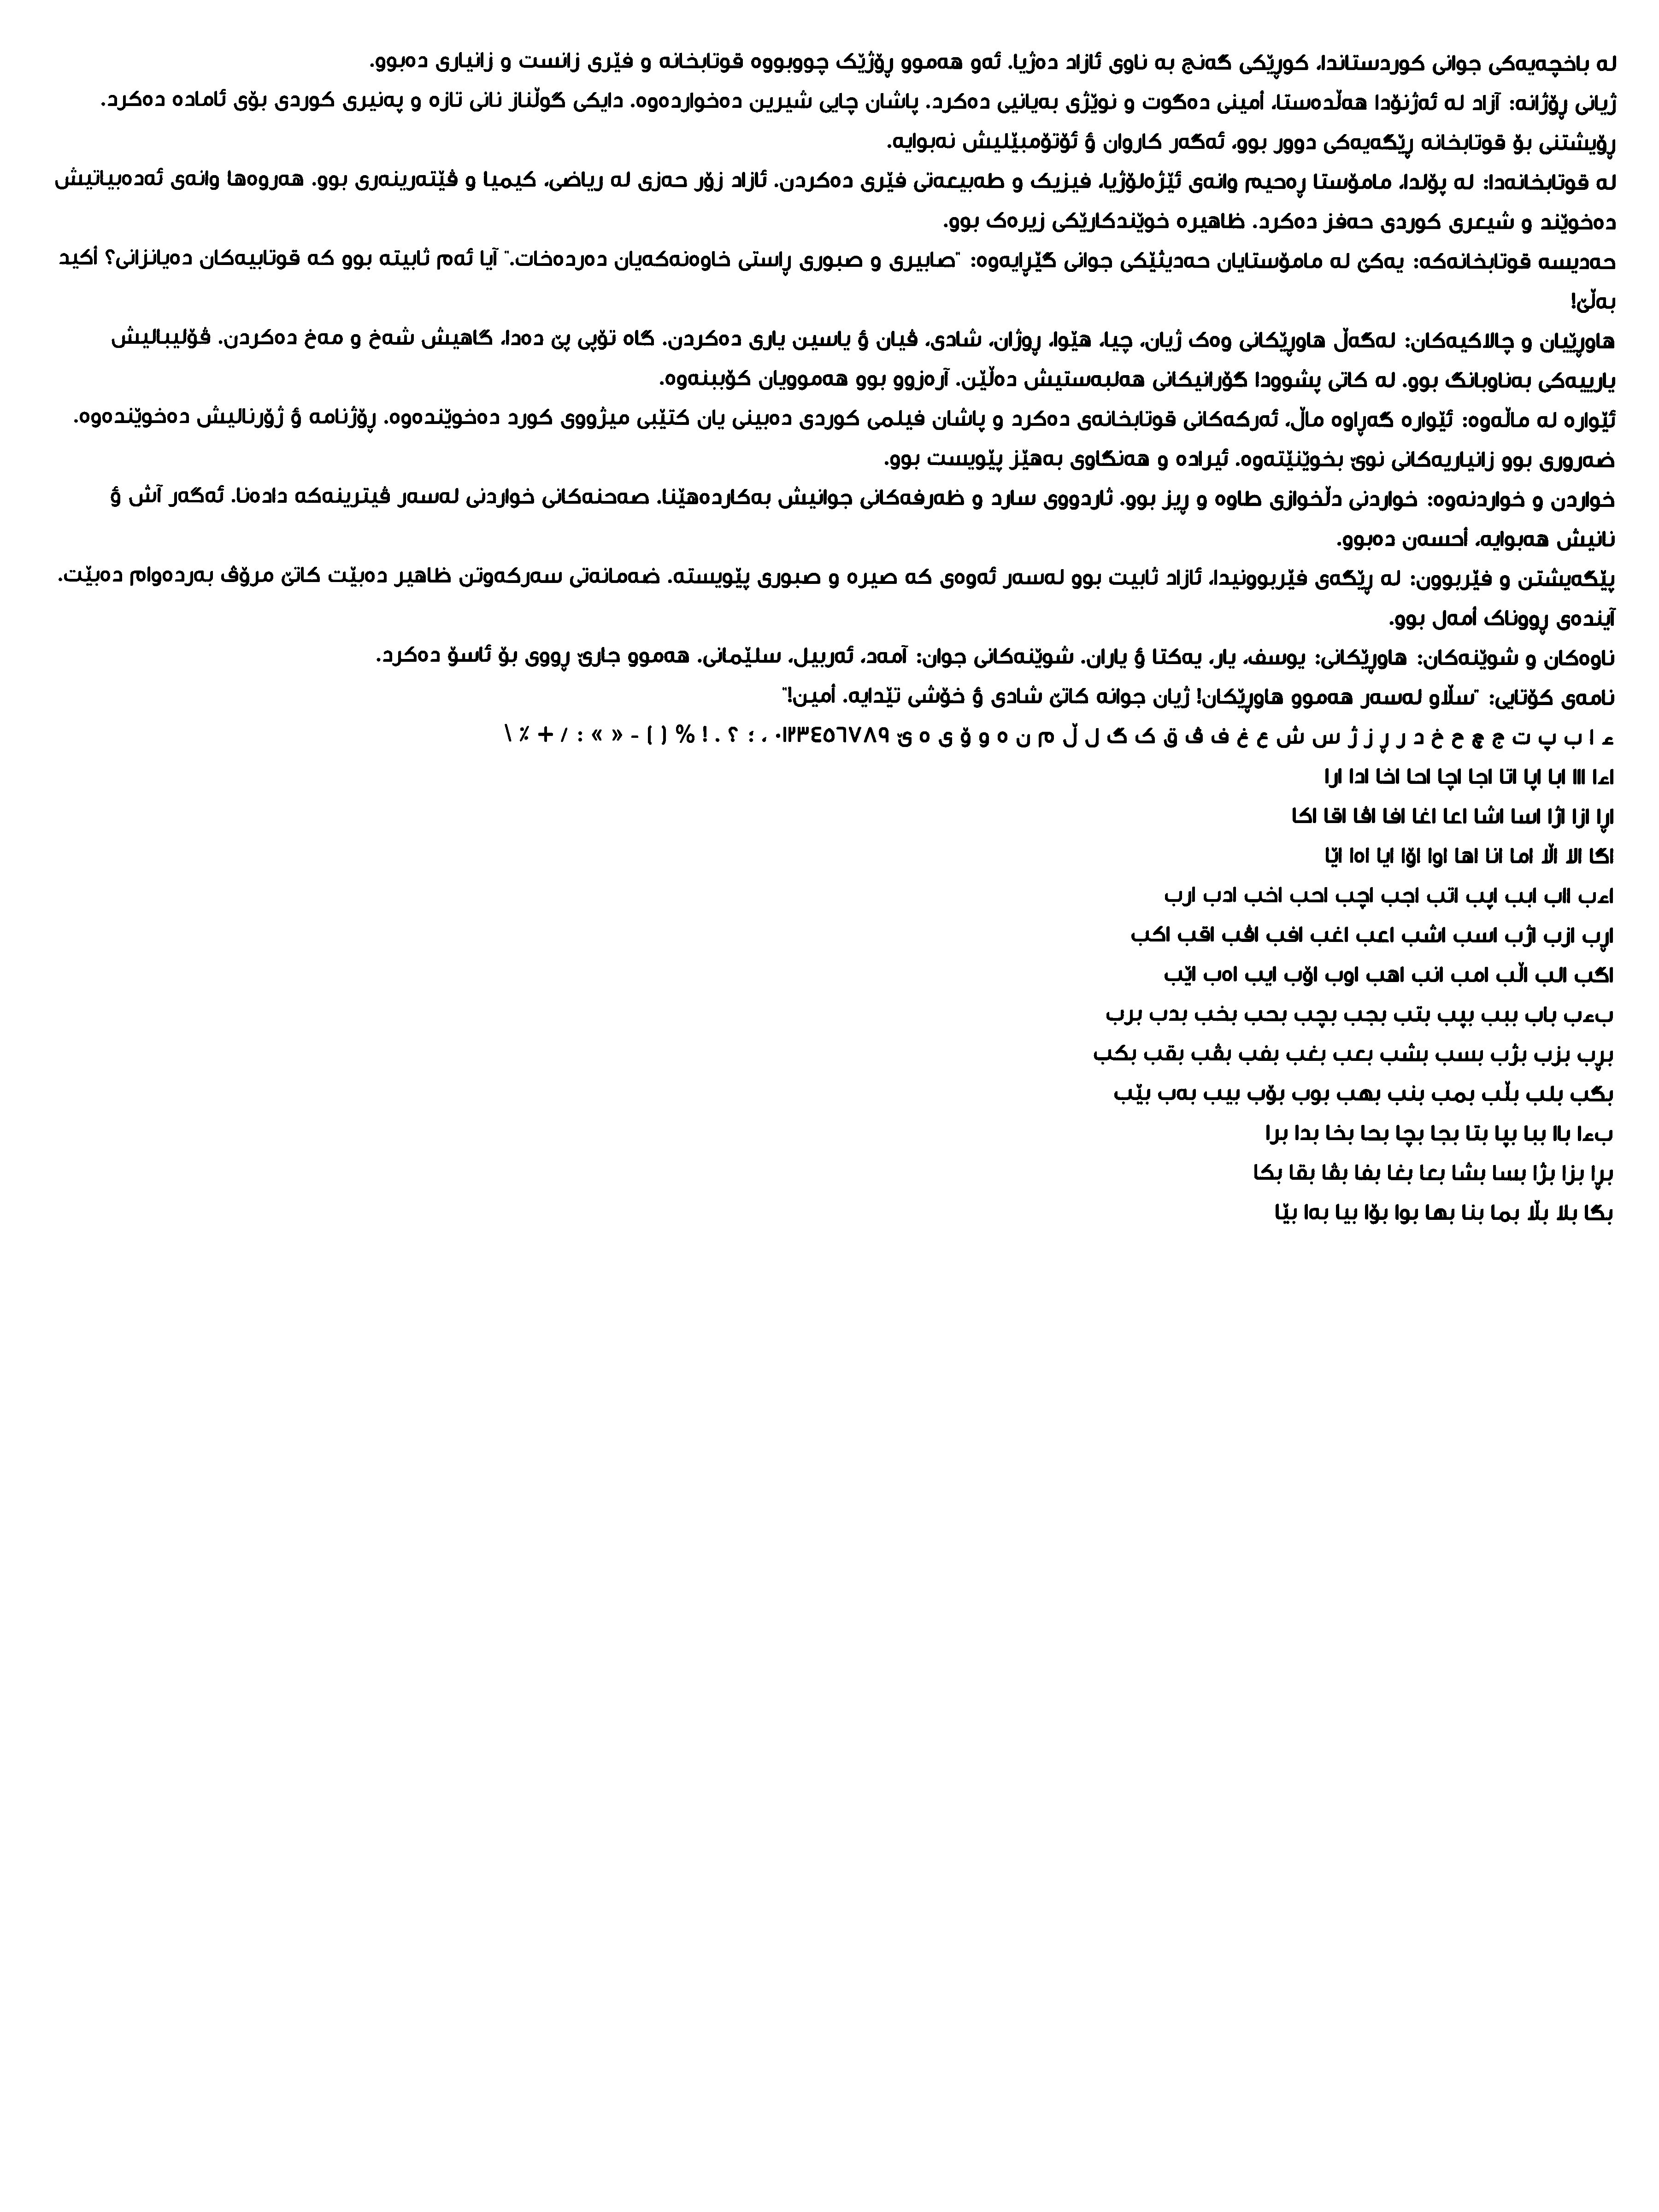 لە باخچەیەکی جوانی کوردستاندا، کوڕێکی گەنج بە ناوی ئازاد دەژیا. ئەو هەموو ڕۆژێک چووبووە قوتابخانە و فێری زانست و زانیاری دەبوو.
ژیانی ڕۆژانە: آزاد لە ئەژنۆدا هەڵدەستا، أمینی دەگوت و نوێژی بەیانیی دەکرد. پاشان چایی شیرین دەخواردەوە. دایکی گوڵناز نانی تازە و پەنیری کوردی بۆی ئامادە دەکرد.
ڕۆیشتنی بۆ قوتابخانە ڕێگەیەکی دوور بوو، ئەگەر کاروان ؤ ئۆتۆمبێلیش نەبوایە.
لە قوتابخانەدا: لە پۆلدا، مامۆستا ڕەحیم وانەی ئێژەلۆژیا، فیزیک و طەبیعەتی فێری دەکردن. ئازاد زۆر حەزی لە ریاضی، کیمیا و ڤێتەرینەری بوو. هەروەها وانەی ئەدەبیاتیش
دەخوێند و شیعری کوردی حەفز دەکرد. ظاهیرە خوێندکارێکی زیرەک بوو.
حەدیسە قوتابخانەکە: یەکێ لە مامۆستایان حەدیثێکی جوانی گێڕایەوە: "صابیری و صبوری ڕاستی خاوەنەکەیان دەردەخات." آیا ئەم ثابیتە بوو کە قوتابیەکان دەیانزانی؟ أکید
بەڵێ!
هاوڕێیان و چالاکیەکان: لەگەڵ هاوڕێکانی وەک ژیان، چیا، هێوا، ڕوژان، شادی، ڤیان ؤ یاسین یاری دەکردن. گاە تۆپی پێ دەدا، گاهیش شەخ و مەخ دەکردن. ڤۆلیبالیش
یارییەکی بەناوبانگ بوو. لە کاتی پشوودا گۆرانیکانی هەلبەستیش دەڵێن. آرەزوو بوو هەموویان کۆببنەوە.
ئێوارە لە ماڵەوە: ئێوارە گەڕاوە ماڵ، ئەرکەکانی قوتابخانەی دەکرد و پاشان فیلمی کوردی دەبینی یان کتێبی میژووی کورد دەخوێندەوە. ڕۆژنامە ؤ ژۆرنالیش دەخوێندەوە.
ضەروری بوو زانیاریەکانی نوێ بخوێنێتەوە. ئیرادە و هەنگاوی بەهێز پێویست بوو.
خواردن و خواردنەوە: خواردنی دڵخوازی طاوە و ڕیز بوو. ئاردووی سارد و ظەرفەکانی جوانیش بەکاردەهێنا. صەحنەکانی خواردنی لەسەر ڤیترینەکە دادەنا. ئەگەر آش ؤ
نانیش هەبوایە، أحسەن دەبوو.
پێگەیشتن و فێربوون: لە ڕێگەی فێربوونیدا، ئازاد ثابیت بوو لەسەر ئەوەی کە صیرە و صبوری پێویستە. ضەمانەتی سەرکەوتن ظاهیر دەبێت کاتێ مرۆڤ بەردەوام دەبێت.
آیندەی ڕووناک أمەل بوو.
ناوەکان و شوێنەکان: هاوڕێکانی: یوسف، یار، یەکتا ؤ یاران. شوێنەکانی جوان: آمەد، ئەربیل، سلێمانی. هەموو جارێ ڕووی بۆ ئاسۆ دەکرد.
نامەی کۆتایی: "سڵاو لەسەر هەموو هاوڕێکان! ژیان جوانە کاتێ شادی ؤ خۆشی تێدایە. أمین!"
ء ا ب پ ت ج چ ح خ د ر ڕ ز ژ س ش ع غ ف ڤ ق ک گ ل ڵ م ن ه و ۆ ی ە ێ ٠١٢٣٤٥٦٧٨٩ ، ؛ ؟ . ! % ( ) - « » : / + ٪ \
اءا ااا ابا اپا اتا اجا اچا احا اخا ادا ارا
اڕا ازا اژا اسا اشا اعا اغا افا اڤا اقا اکا
اگا الا اڵا اما انا اها اوا اۆا ایا اەا اێا
اءب ااب ابب اپب اتب اجب اچب احب اخب ادب ارب
اڕب ازب اژب اسب اشب اعب اغب افب اڤب اقب اکب
اگب الب اڵب امب انب اهب اوب اۆب ایب اەب اێب
بءب باب ببب بپب بتب بجب بچب بحب بخب بدب برب
بڕب بزب بژب بسب بشب بعب بغب بفب بڤب بقب بکب
بگب بلب بڵب بمب بنب بهب بوب بۆب بیب بەب بێب
بءا باا ببا بپا بتا بجا بچا بحا بخا بدا برا
بڕا بزا بژا بسا بشا بعا بغا بفا بڤا بقا بکا
بگا بلا بڵا بما بنا بها بوا بۆا بیا بەا بێا